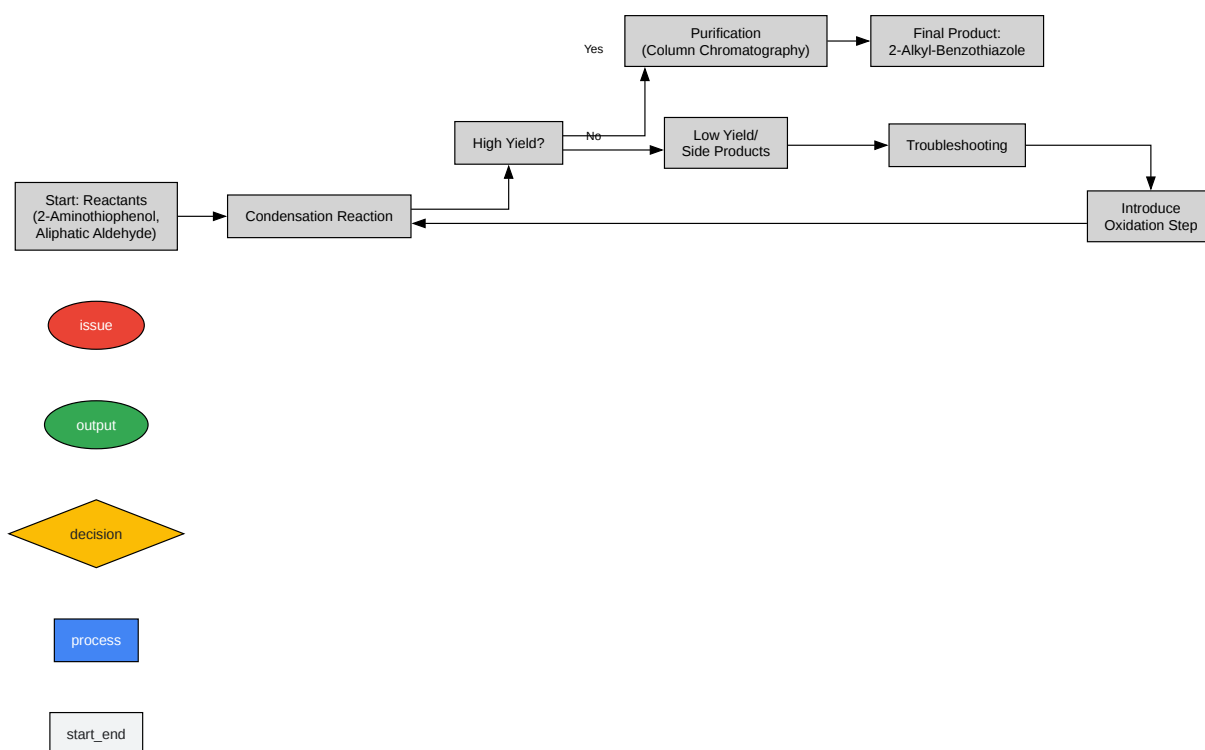 Start: Reactants
(2-Aminothiophenol,
Aliphatic Aldehyde)
Condensation Reaction
High Yield?
Yes
Purification
(Column Chromatography)
Final Product:
2-Alkyl-Benzothiazole
No
Low Yield/
Side Products
Troubleshooting
Introduce
Oxidation Step
issue
output
decision
process
start_end